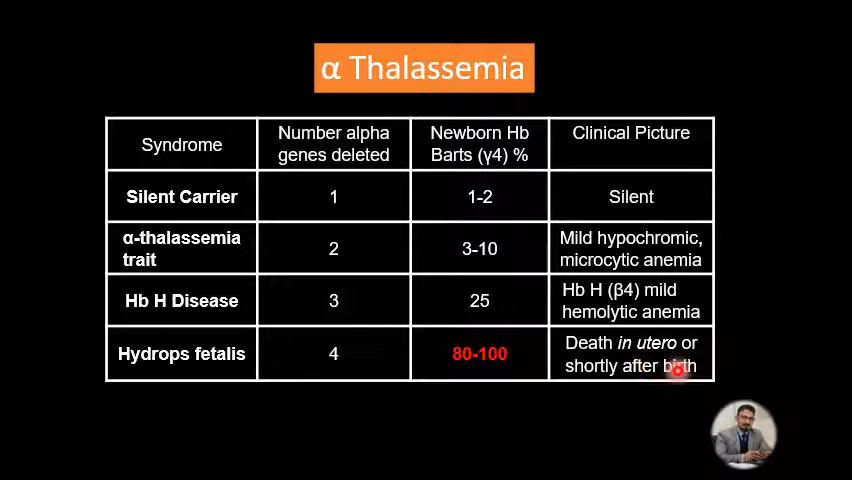 α Thalassemia
Syndrome
Number alpha
genes deleted
Newborn Hb
Barts (γ4) %
Clinical Picture
Silent Carrier
1
1-2
Silent
α-thalassemia
trait
2
3-10
Mild hypochromic,
microcytic anemia
Hb H Disease
3
25
Hb H (β4) mild
hemolytic anemia
Hydrops fetalis
4
80-100
Death in utero or
shortly after birth